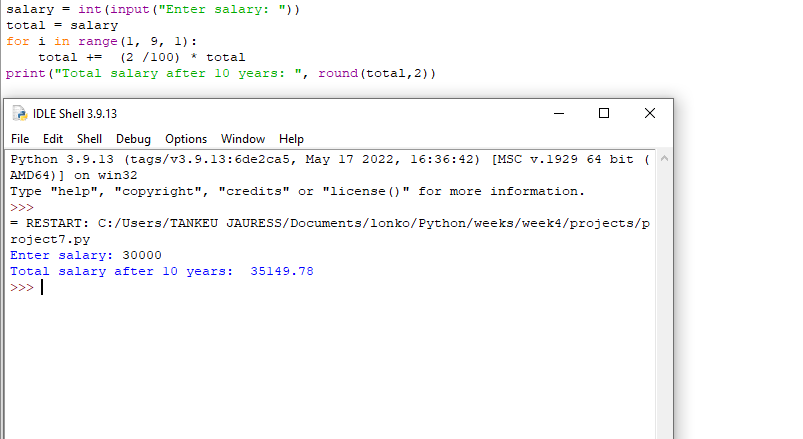 salary = int(input("Enter salary: "))
total = salary
for i in range(1, 9, 1):
    total +=  (2 /100) * total
print("Total salary after 10 years: ", round(total,2))
IDLE Shell 3.9.13
File Edit Shell Debug Options Window Help
Python 3.9.13 (tags/v3.9.13:6de2ca5, May 17 2022, 16:36:42) [MSC v.1929 64 bit (
AMD64)] on win32
Type "help", "copyright", "credits" or "license()" for more information.
>>>
= RESTART: C:/Users/TANKEU JAURESS/Documents/lonko/Python/weeks/week4/projects/p
roject7.py
Enter salary: 30000
Total salary after 10 years:  35149.78
>>>